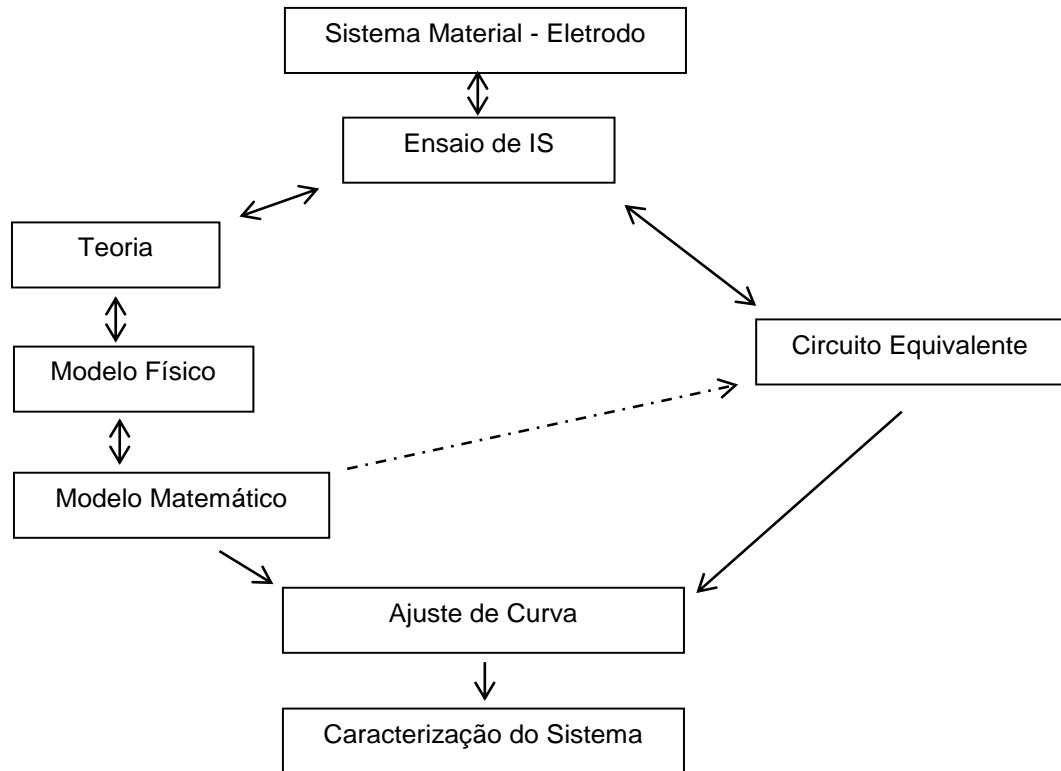 Sistema Material - Eletrodo
Ensaio de IS
Teoria
Circuito Equivalente
Modelo Físico
Modelo Matemático
Ajuste de Curva
Caracterização do Sistema